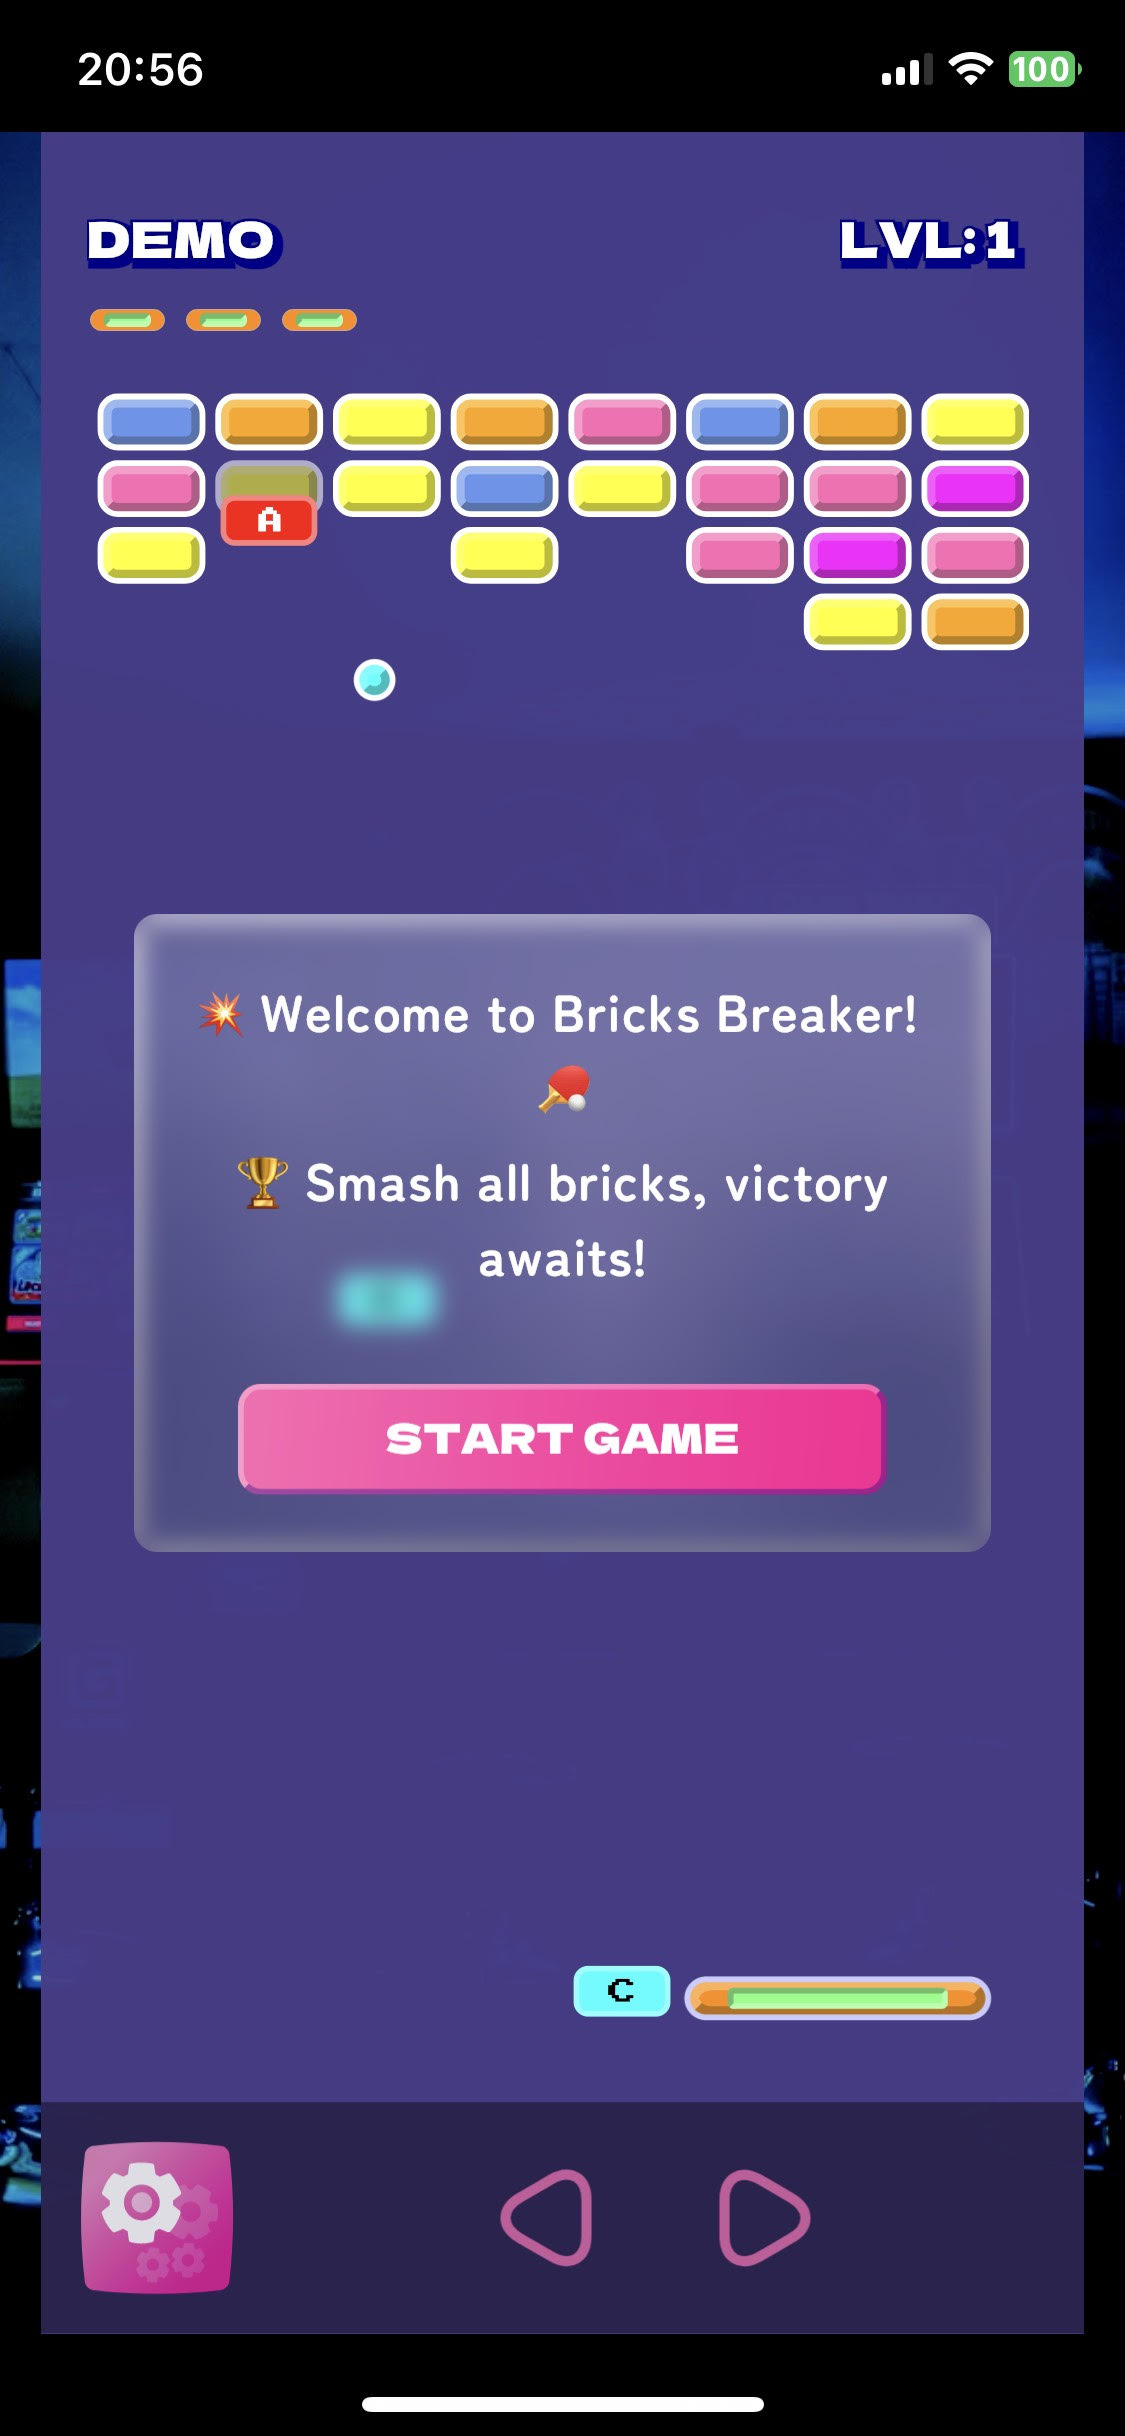 20:56
100
DEMO
LVL:1
A
💥 Welcome to Bricks Breaker!
🏓
🏆 Smash all bricks, victory
awaits!
START GAME
C